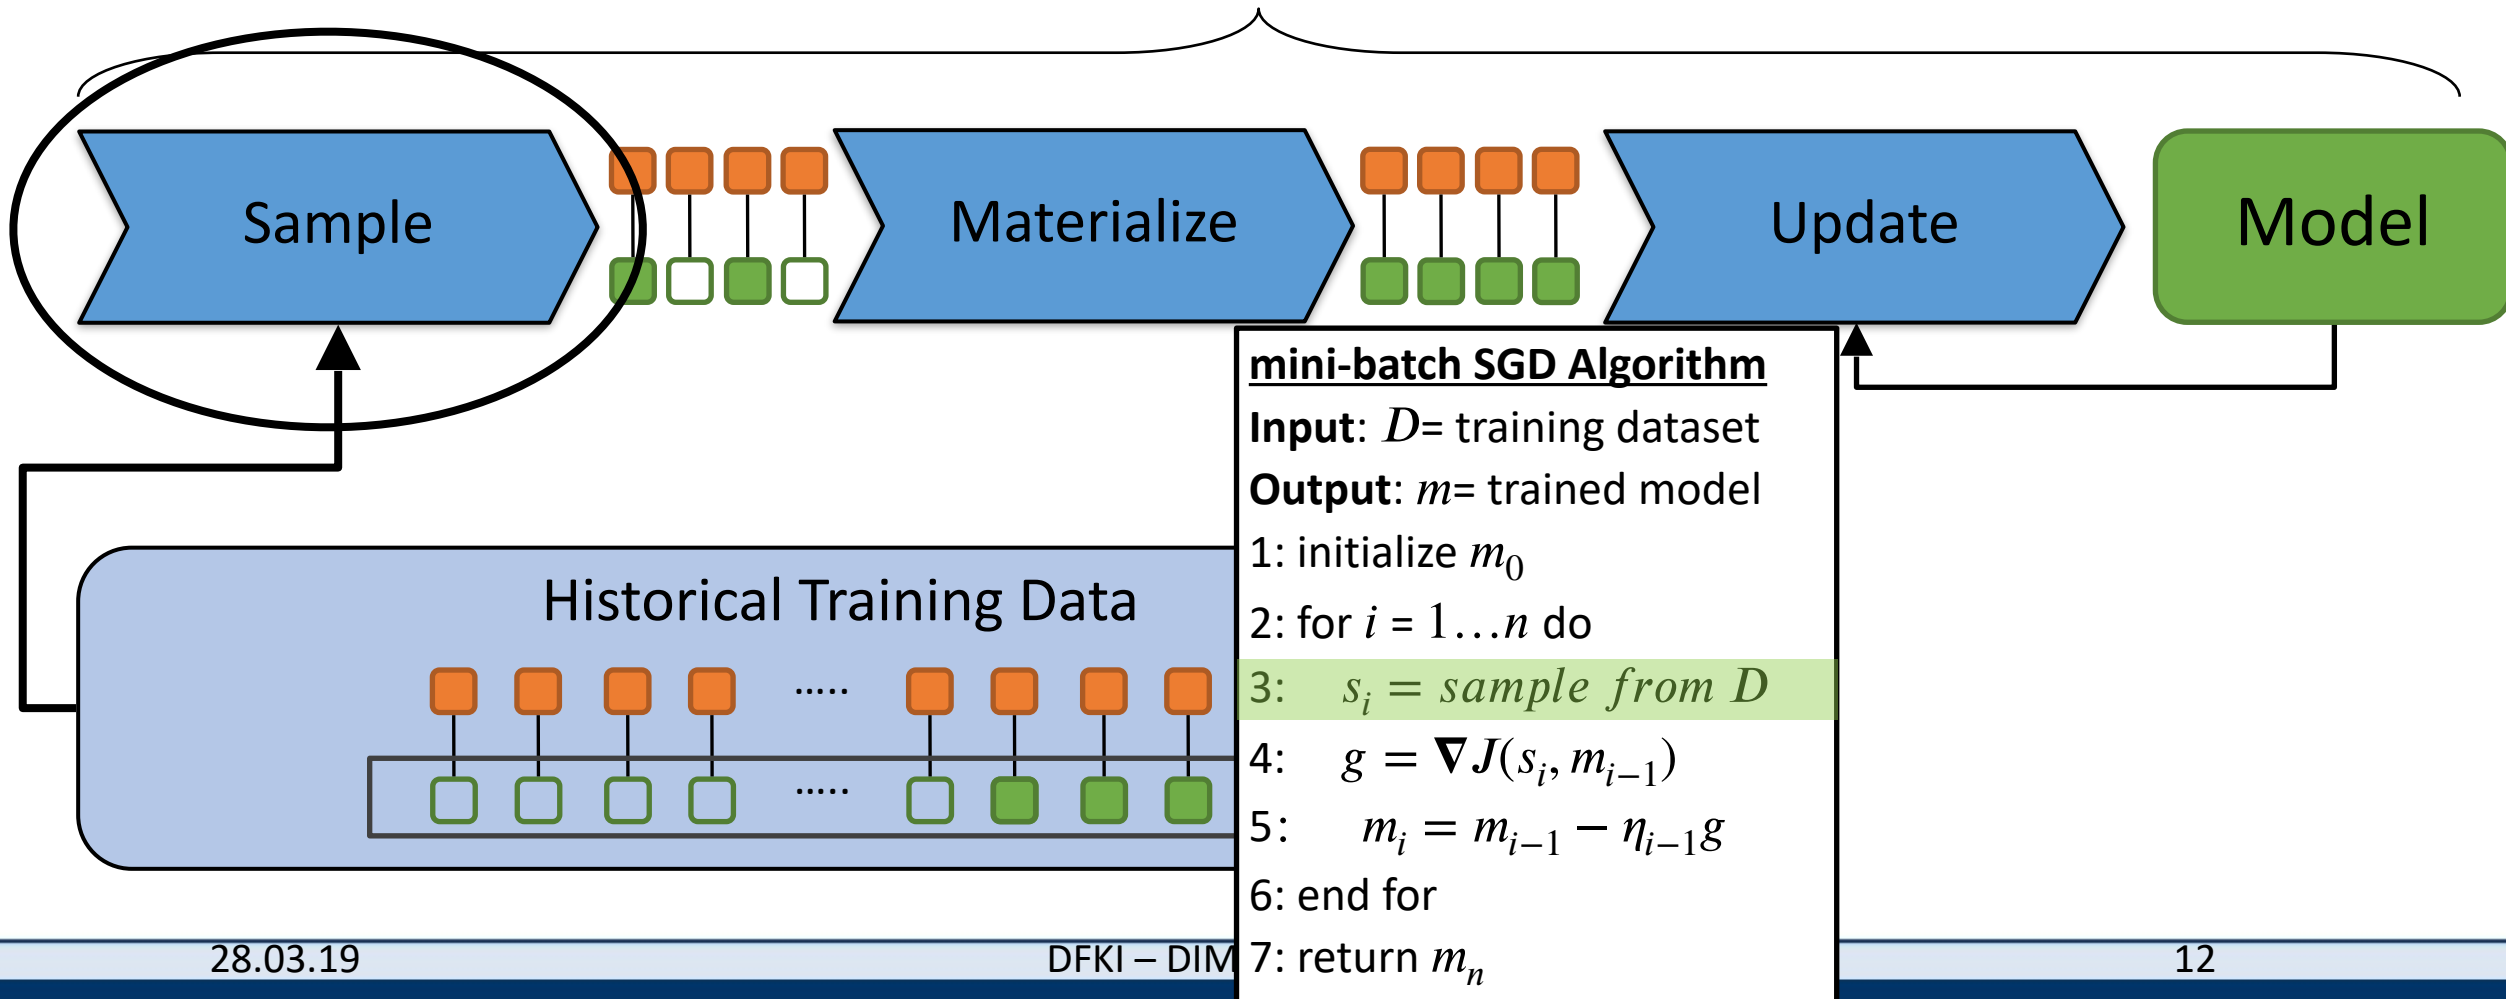 Sample
Materialize
Update
Model
mini-batch SGD Algorithm
Input: D= training dataset
Output: m= trained model
1: initialize m₀
2: for i = 1…n do
3: sᵢ = sample from D
4: g = ∇J(sᵢ, mᵢ₋₁)
5: mᵢ = mᵢ₋₁ − ηᵢ₋₁g
6: end for
7: return mₙ
Historical Training Data
.....
.....
28.03.19
DFKI – DIM
12